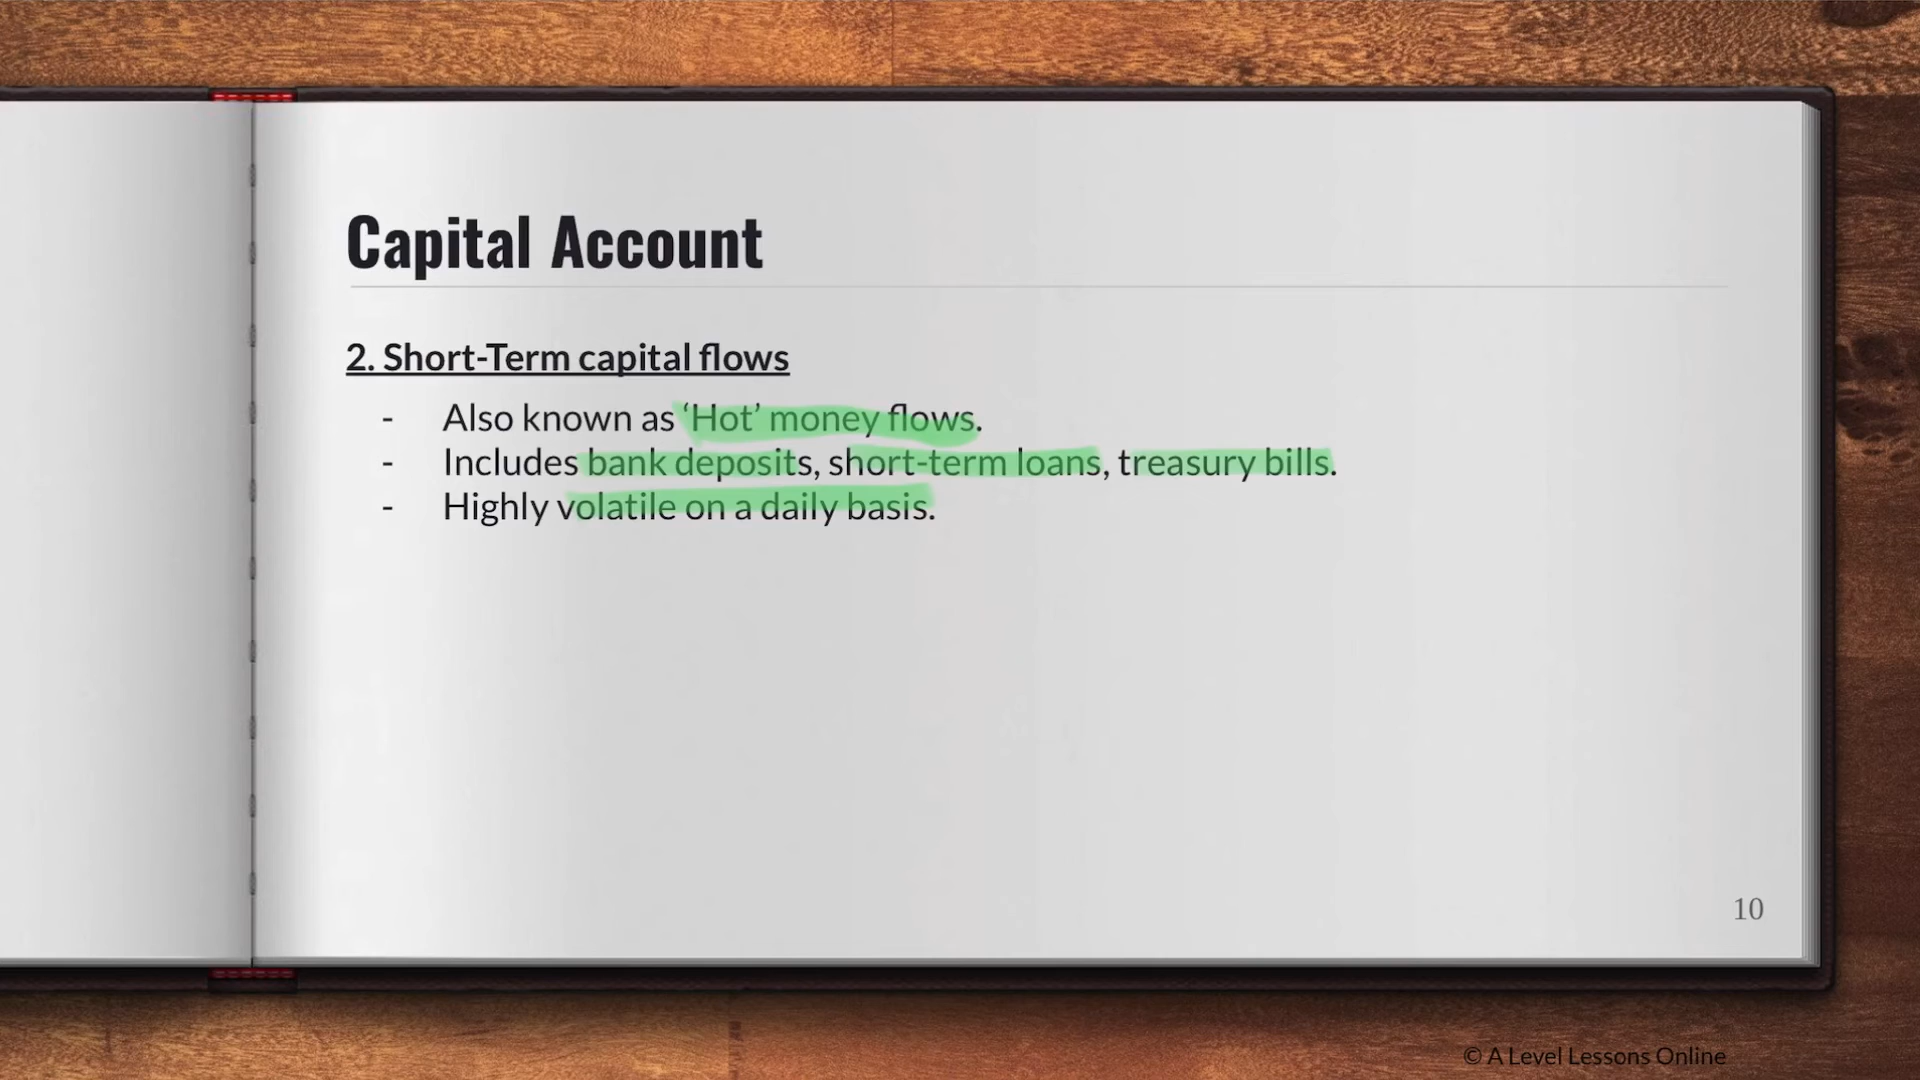 Capital Account
2. Short-Term capital flows
- Also known as ‘Hot’ money flows.
- Includes bank deposits, short-term loans, treasury bills.
- Highly volatile on a daily basis.
10
© A Level Lessons Online